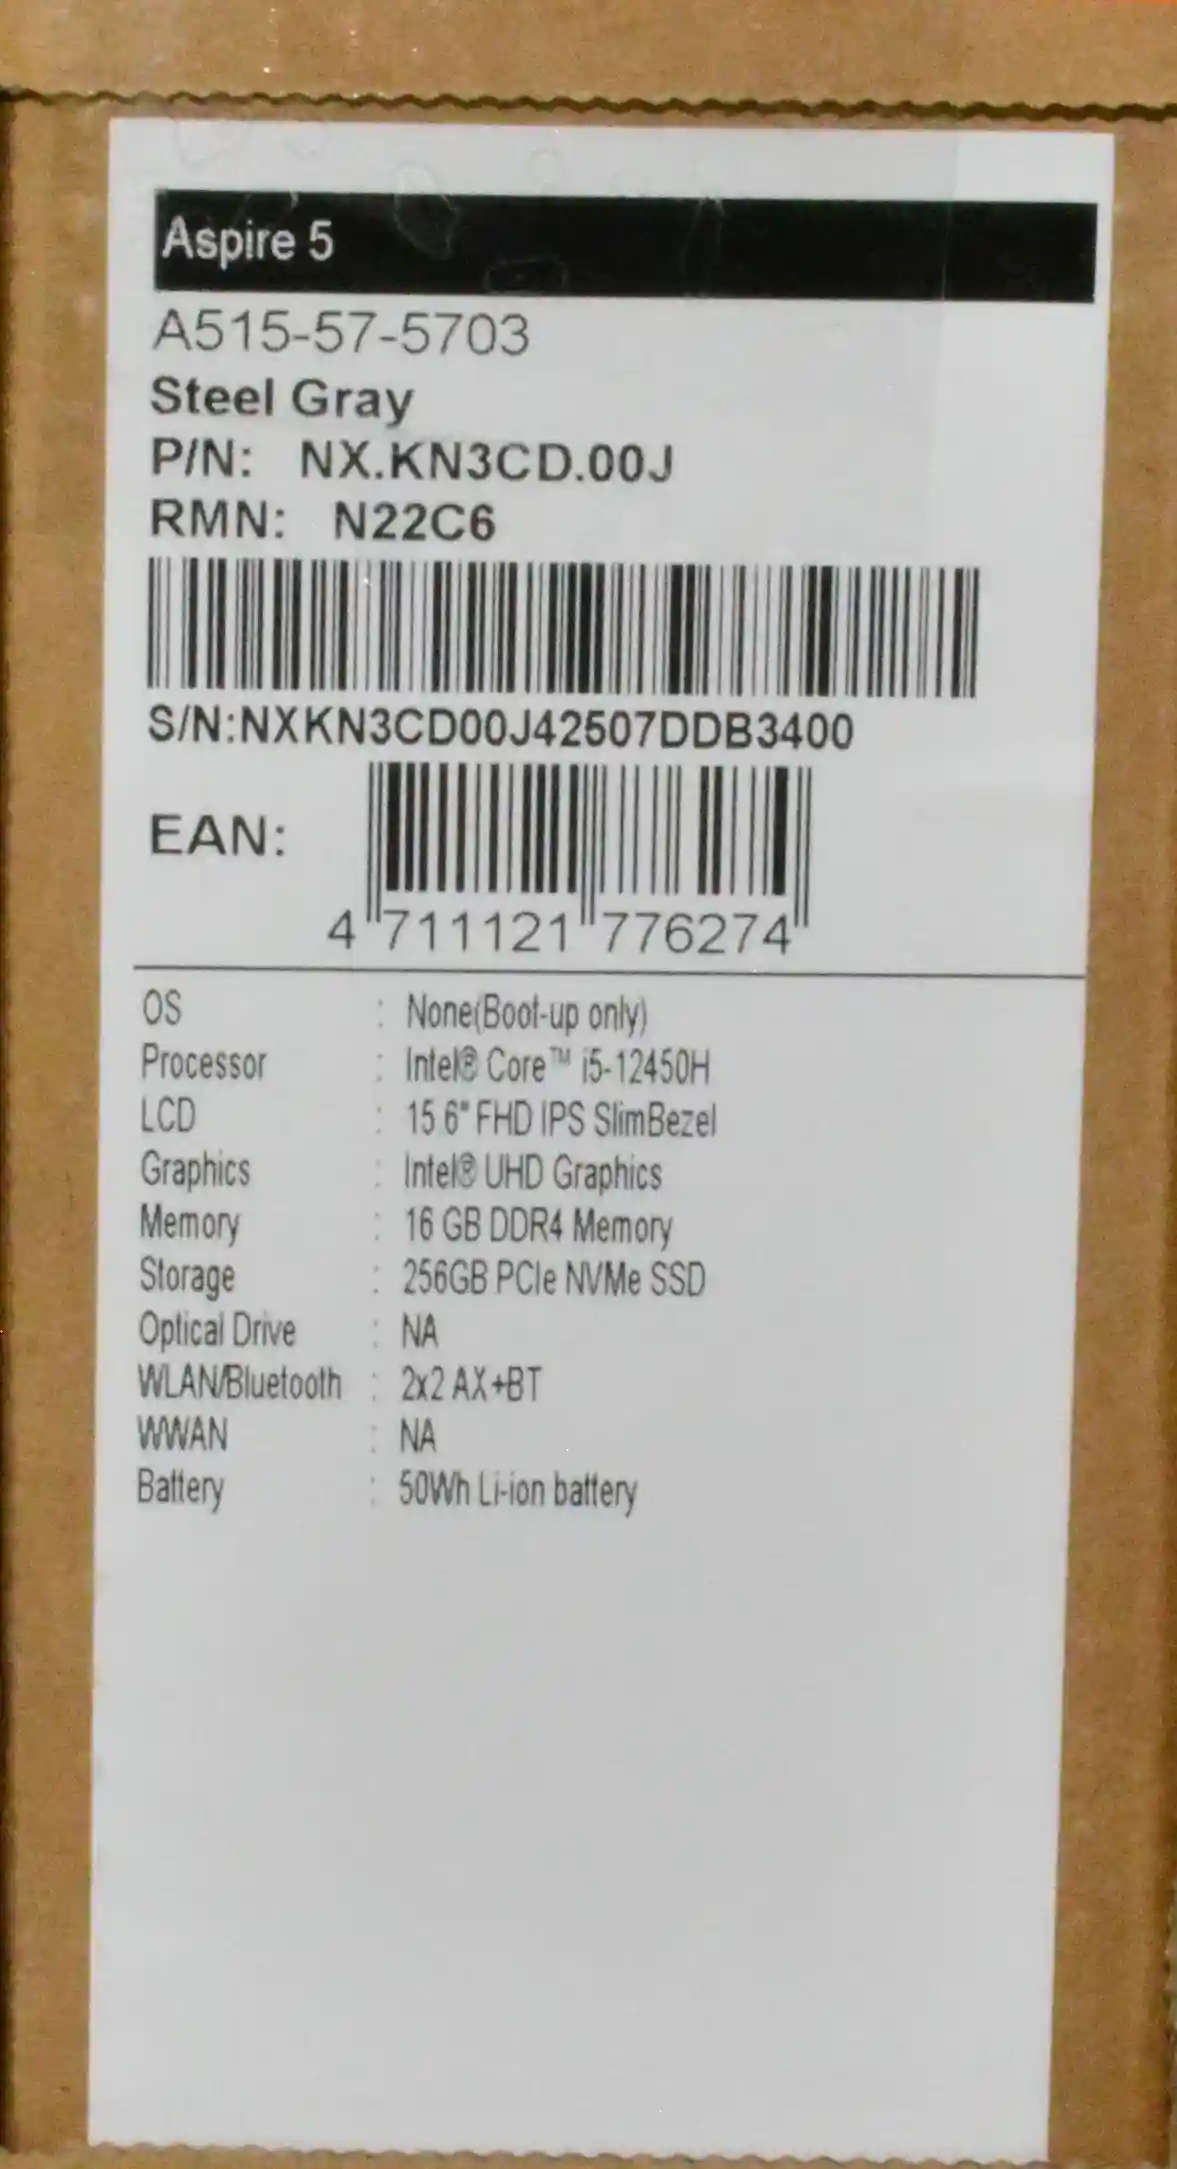 Aspire 5
A515-57-5703
Steel Gray
P/N: NX.KN3CD.00J
RMN: N22C6
S/N:NXKN3CD00J42507DDB3400
EAN:
4 711121 776274
OS : None(Boot-up only)
Processor : Intel® Core™ i5-12450H
LCD : 15.6" FHD IPS SlimBezel
Graphics : Intel® UHD Graphics
Memory : 16 GB DDR4 Memory
Storage : 256GB PCIe NVMe SSD
Optical Drive : NA
WLAN/Bluetooth : 2x2 AX+BT
WWAN : NA
Battery : 50Wh Li-ion battery